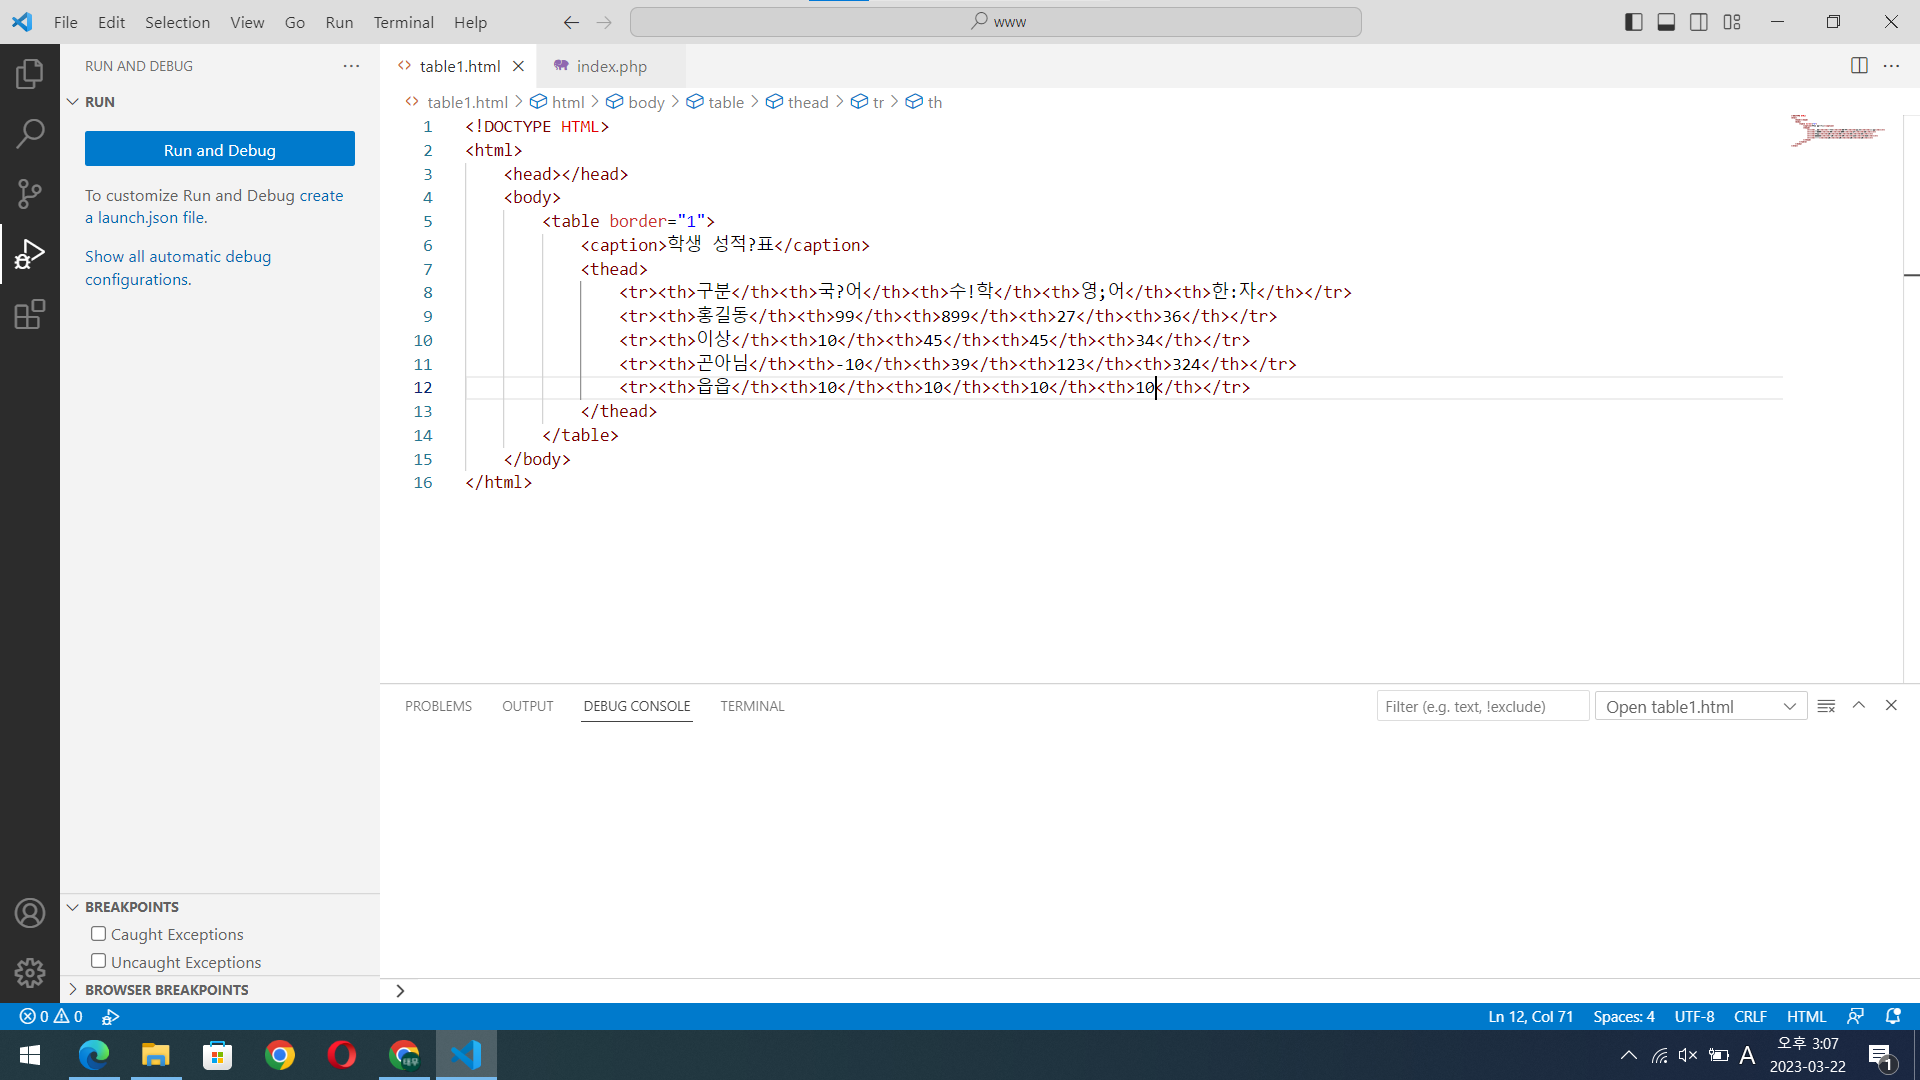 File Edit Selection View Go Run Terminal Help www
RUN AND DEBUG
table1.html index.php
RUN
Run and Debug
To customize Run and Debug create
a launch.json file.
Show all automatic debug
configurations.
table1.html > html > body > table > thead > tr > th
1 <!DOCTYPE HTML>
2 <html>
3 <head></head>
4 <body>
5 <table border="1">
6 <caption>학생 성적?표</caption>
7 <thead>
8 <tr><th>구분</th><th>국?어</th><th>수!학</th><th>영;어</th><th>한:자</th></tr>
9 <tr><th>홍길동</th><th>99</th><th>899</th><th>27</th><th>36</th></tr>
10 <tr><th>이상</th><th>10</th><th>45</th><th>45</th><th>34</th></tr>
11 <tr><th>곤아님</th><th>-10</th><th>39</th><th>123</th><th>324</th></tr>
12 <tr><th>읍읍</th><th>10</th><th>10</th><th>10</th><th>10</th></tr>
13 </thead>
14 </table>
15 </body>
16 </html>
PROBLEMS OUTPUT DEBUG CONSOLE TERMINAL Filter (e.g. text, !exclude) Open table1.html
BREAKPOINTS
Caught Exceptions
Uncaught Exceptions
BROWSER BREAKPOINTS
0 0 Ln 12, Col 71 Spaces: 4 UTF-8 CRLF HTML
A 오후 3:07
2023-03-22
1